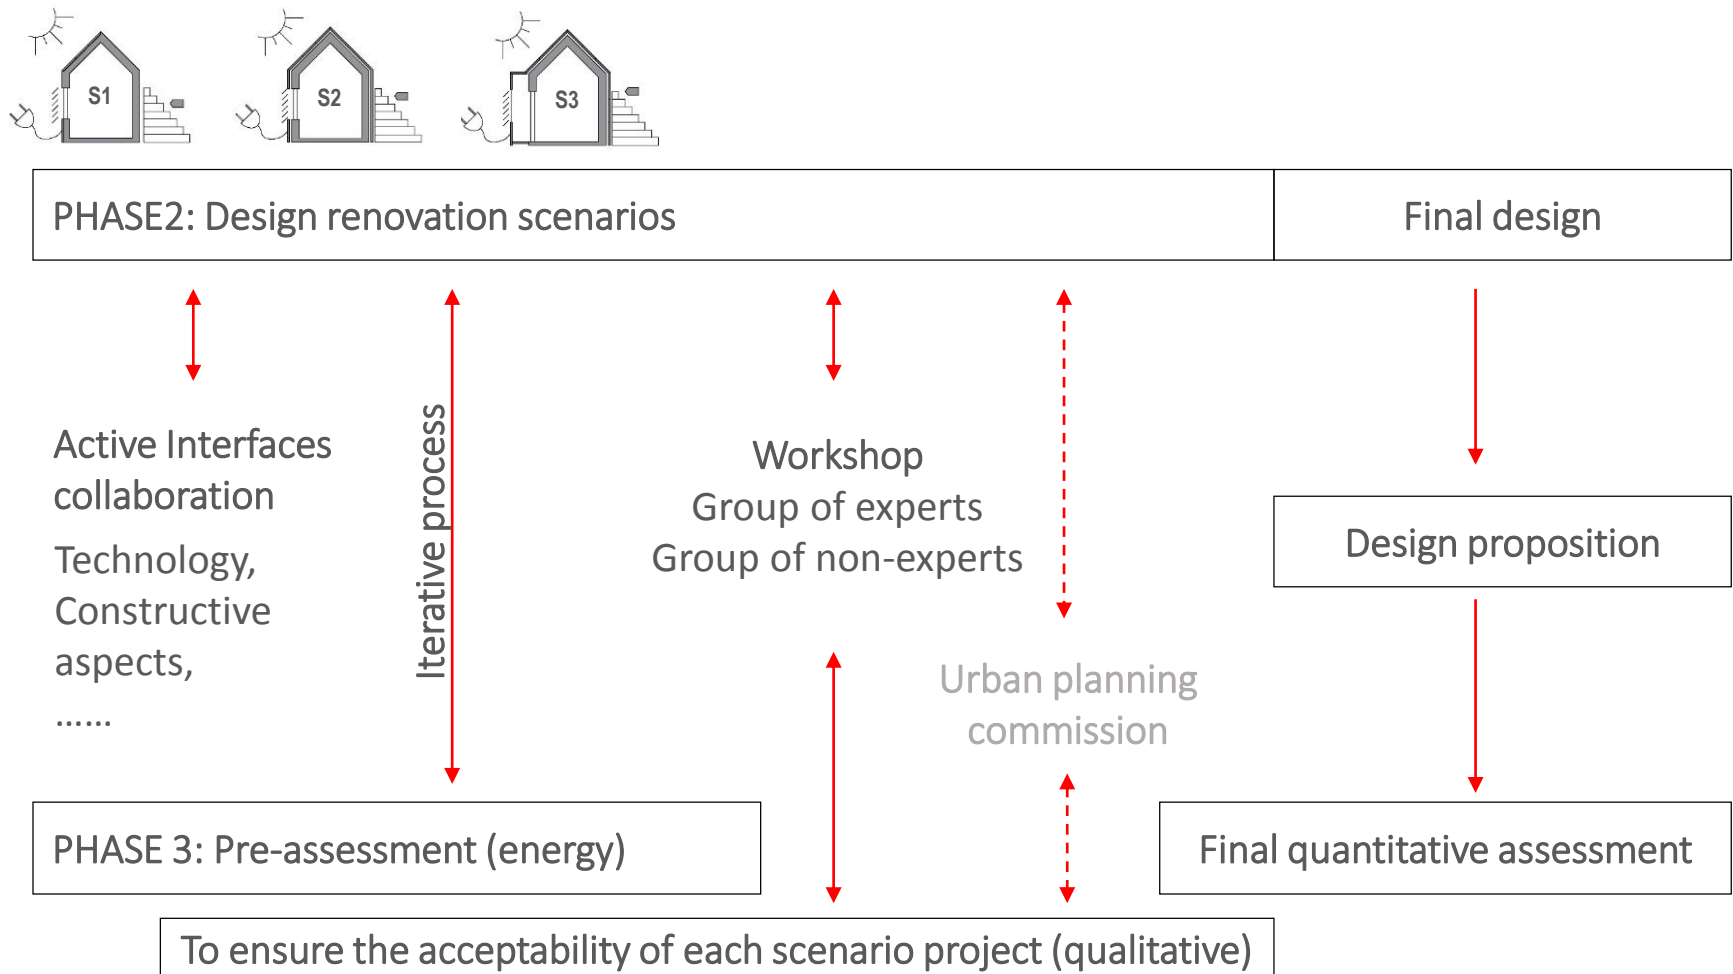 S1
S2
S3
PHASE2: Design renovation scenarios
Final design
Active Interfaces
collaboration
Technology,
Constructive
aspects,
......
Iterative process
Workshop
Group of experts
Group of non-experts
Urban planning
commission
Design proposition
PHASE 3: Pre-assessment (energy)
Final quantitative assessment
To ensure the acceptability of each scenario project (qualitative)